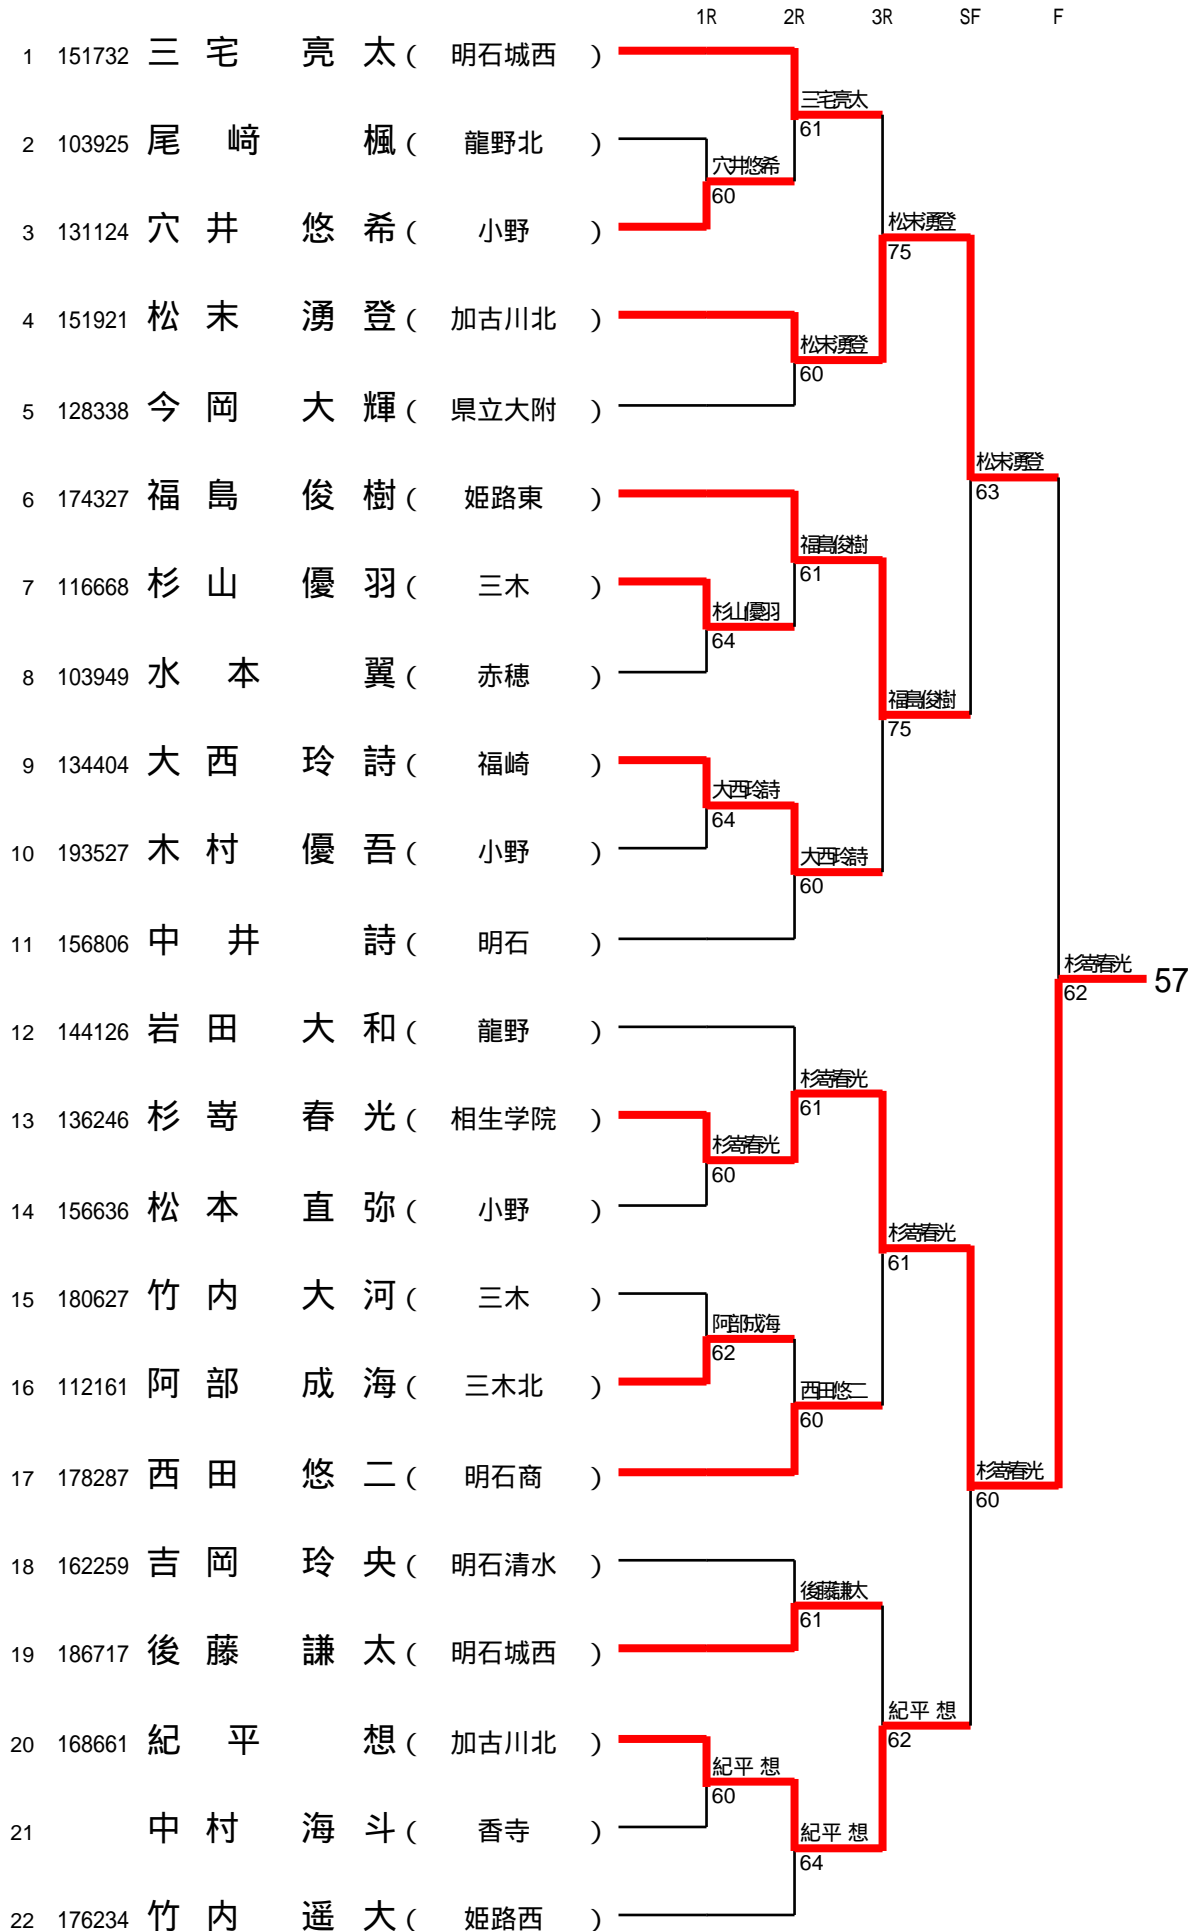 1R 2R 3R SF F
1 151732 三宅 亮太 ( 明石城西 )
三宅亮太
61
2 103925 尾﨑 楓 ( 龍野北 )
穴井悠希
60
3 131124 穴井 悠希 ( 小野 )
松末湧登
75
4 151921 松末 湧登 ( 加古川北 )
松末湧登
60
5 128338 今岡 大輝 ( 県立大附 )
松末湧登
63
6 174327 福島 俊樹 ( 姫路東 )
福島俊樹
61
7 116668 杉山 優羽 ( 三木 )
杉山優羽
64
8 103949 水本 翼 ( 赤穂 )
福島俊樹
75
9 134404 大西 玲詩 ( 福崎 )
大西玲詩
64
10 193527 木村 優吾 ( 小野 )
大西玲詩
60
11 156806 中井 詩 ( 明石 )
杉嵜春光
62
57
12 144126 岩田 大和 ( 龍野 )
杉嵜春光
61
13 136246 杉嵜 春光 ( 相生学院 )
杉嵜春光
60
14 156636 松本 直弥 ( 小野 )
杉嵜春光
61
15 180627 竹内 大河 ( 三木 )
阿部成海
62
16 112161 阿部 成海 ( 三木北 )
西田悠二
60
17 178287 西田 悠二 ( 明石商 )
杉嵜春光
60
18 162259 吉岡 玲央 ( 明石清水 )
後藤謙太
61
19 186717 後藤 謙太 ( 明石城西 )
紀平 想
62
20 168661 紀平 想 ( 加古川北 )
紀平 想
60
21 中村 海斗 ( 香寺 )
紀平 想
64
22 176234 竹内 遥大 ( 姫路西 )